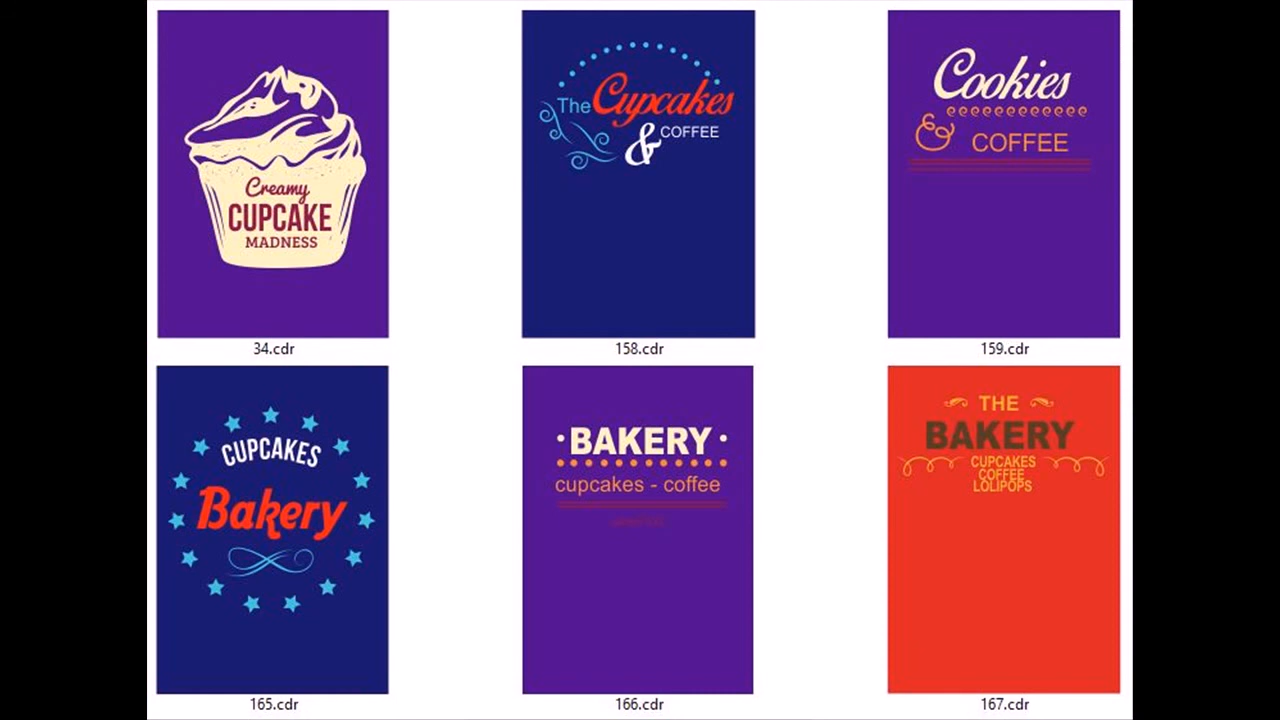 Creamy
CUPCAKE
MADNESS
34.cdr
The Cupcakes
& COFFEE
158.cdr
Cookies
& COFFEE
159.cdr
CUPCAKES
Bakery
165.cdr
• BAKERY •
cupcakes - coffee
166.cdr
THE
BAKERY
CUPCAKES
COFFEE
LOLIPOPS
167.cdr